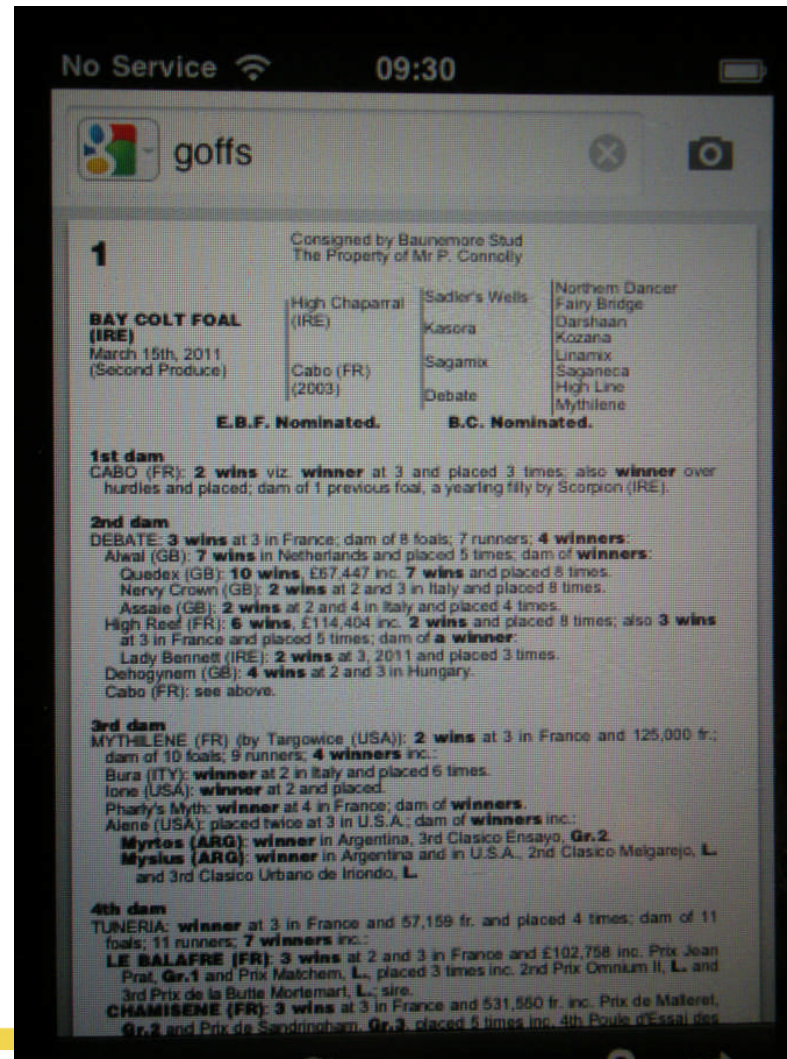 No Service 09:30
goffs
1
Consigned by Baunemore Stud
The Property of Mr P. Connolly
BAY COLT FOAL
(IRE)
March 15th, 2011
(Second Produce)
High Chaparral
(IRE)
Cabo (FR)
(2003)
Sadler's Wells
Kasora
Sagamix
Debate
Northern Dancer
Fairy Bridge
Darshaan
Kozana
Linamix
Saganeca
High Line
Mythilene
E.B.F. Nominated. B.C. Nominated.
1st dam
CABO (FR): 2 wins viz. winner at 3 and placed 3 times; also winner over
hurdles and placed; dam of 1 previous foal, a yearling filly by Scorpion (IRE).
2nd dam
DEBATE: 3 wins at 3 in France; dam of 8 foals; 7 runners; 4 winners:
Alwal (GB): 7 wins in Netherlands and placed 5 times; dam of winners:
Quedex (GB): 10 wins, £67,447 inc. 7 wins and placed 8 times.
Nervy Crown (GB): 2 wins at 2 and 3 in Italy and placed 8 times.
Assaie (GB): 2 wins at 2 and 4 in Italy and placed 4 times.
High Reef (FR): 6 wins, £114,404 inc. 2 wins and placed 8 times; also 3 wins
at 3 in France and placed 5 times; dam of a winner:
Lady Bennett (IRE): 2 wins at 3, 2011 and placed 3 times.
Dehogynem (GB): 4 wins at 2 and 3 in Hungary.
Cabo (FR): see above.
3rd dam
MYTHILENE (FR) (by Targowice (USA)): 2 wins at 3 in France and 125,000 fr.;
dam of 10 foals; 9 runners; 4 winners inc.:
Bura (ITY): winner at 2 in Italy and placed 6 times.
Ione (USA): winner at 2 and placed.
Pharly's Myth: winner at 4 in France; dam of winners.
Alene (USA): placed twice at 3 in U.S.A.; dam of winners inc.:
Myrtos (ARG): winner in Argentina, 3rd Clasico Ensayo, Gr.2.
Mysius (ARG): winner in Argentina and in U.S.A., 2nd Clasico Melgarejo, L.
and 3rd Clasico Urbano de Iriondo, L.
4th dam
TUNERIA: winner at 3 in France and 57,159 fr. and placed 4 times; dam of 11
foals; 11 runners; 7 winners inc.:
LE BALAFRE (FR): 3 wins at 2 and 3 in France and £102,758 inc. Prix Jean
Prat, Gr.1 and Prix Matchem, L., placed 3 times inc. 2nd Prix Omnium II, L. and
3rd Prix de la Butte Mortemart, L.; sire.
CHAMISENE (FR): 3 wins at 3 in France and 531,550 fr. inc. Prix de Malleret,
Gr.2 and Prix de Sandringham, Gr.3, placed 5 times inc. 4th Poule d'Essai des